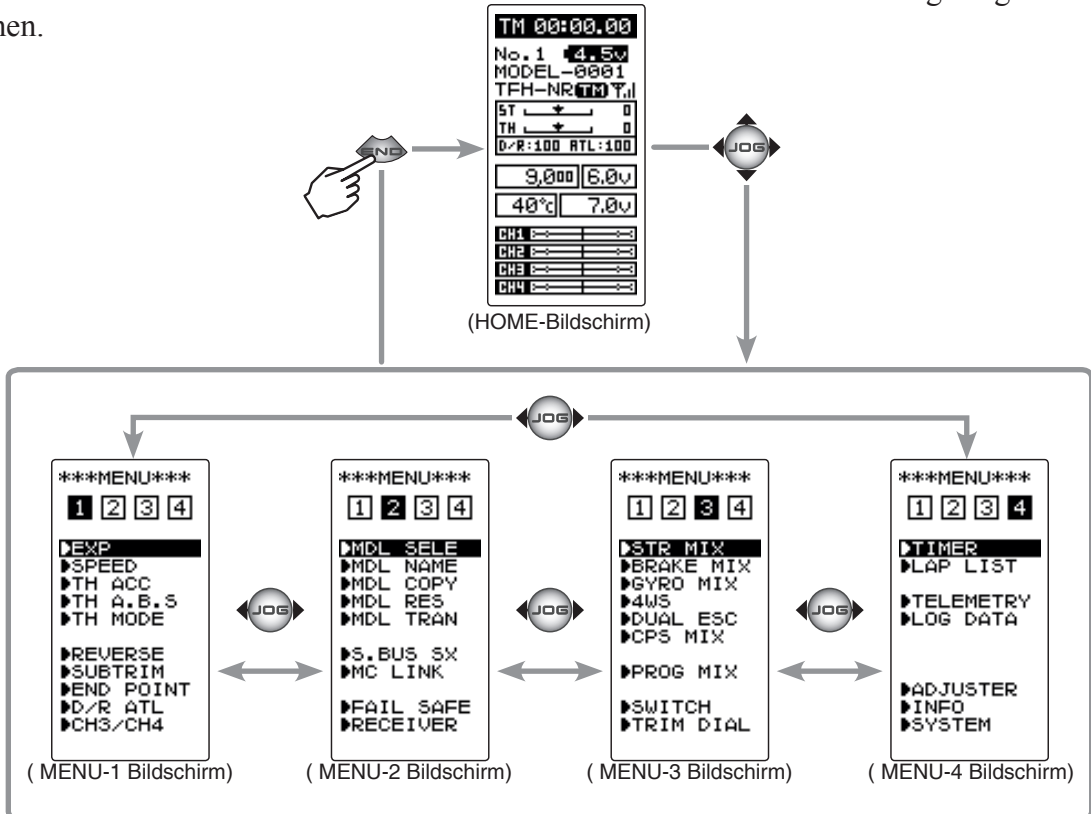 TM 00:00.00
No.1 4.5v
MODEL-0001
TFH-NR TM
ST 0
TH 0
D/R:100 ATL:100
9,000 6.0v
40°c 7.0v
CH1
CH2
CH3
CH4
END
JOG
(HOME-Bildschirm)
JOG
***MENU***
1 2 3 4
EXP
SPEED
TH ACC
TH A.B.S
TH MODE
REVERSE
SUBTRIM
END POINT
D/R ATL
CH3/CH4
( MENU-1 Bildschirm)
JOG
***MENU***
1 2 3 4
MDL SELE
MDL NAME
MDL COPY
MDL RES
MDL TRAN
S.BUS SX
MC LINK
FAIL SAFE
RECEIVER
( MENU-2 Bildschirm)
JOG
***MENU***
1 2 3 4
STR MIX
BRAKE MIX
GYRO MIX
4WS
DUAL ESC
CPS MIX
PROG MIX
SWITCH
TRIM DIAL
( MENU-3 Bildschirm)
JOG
***MENU***
1 2 3 4
TIMER
LAP LIST
TELEMETRY
LOG DATA
ADJUSTER
INFO
SYSTEM
( MENU-4 Bildschirm)